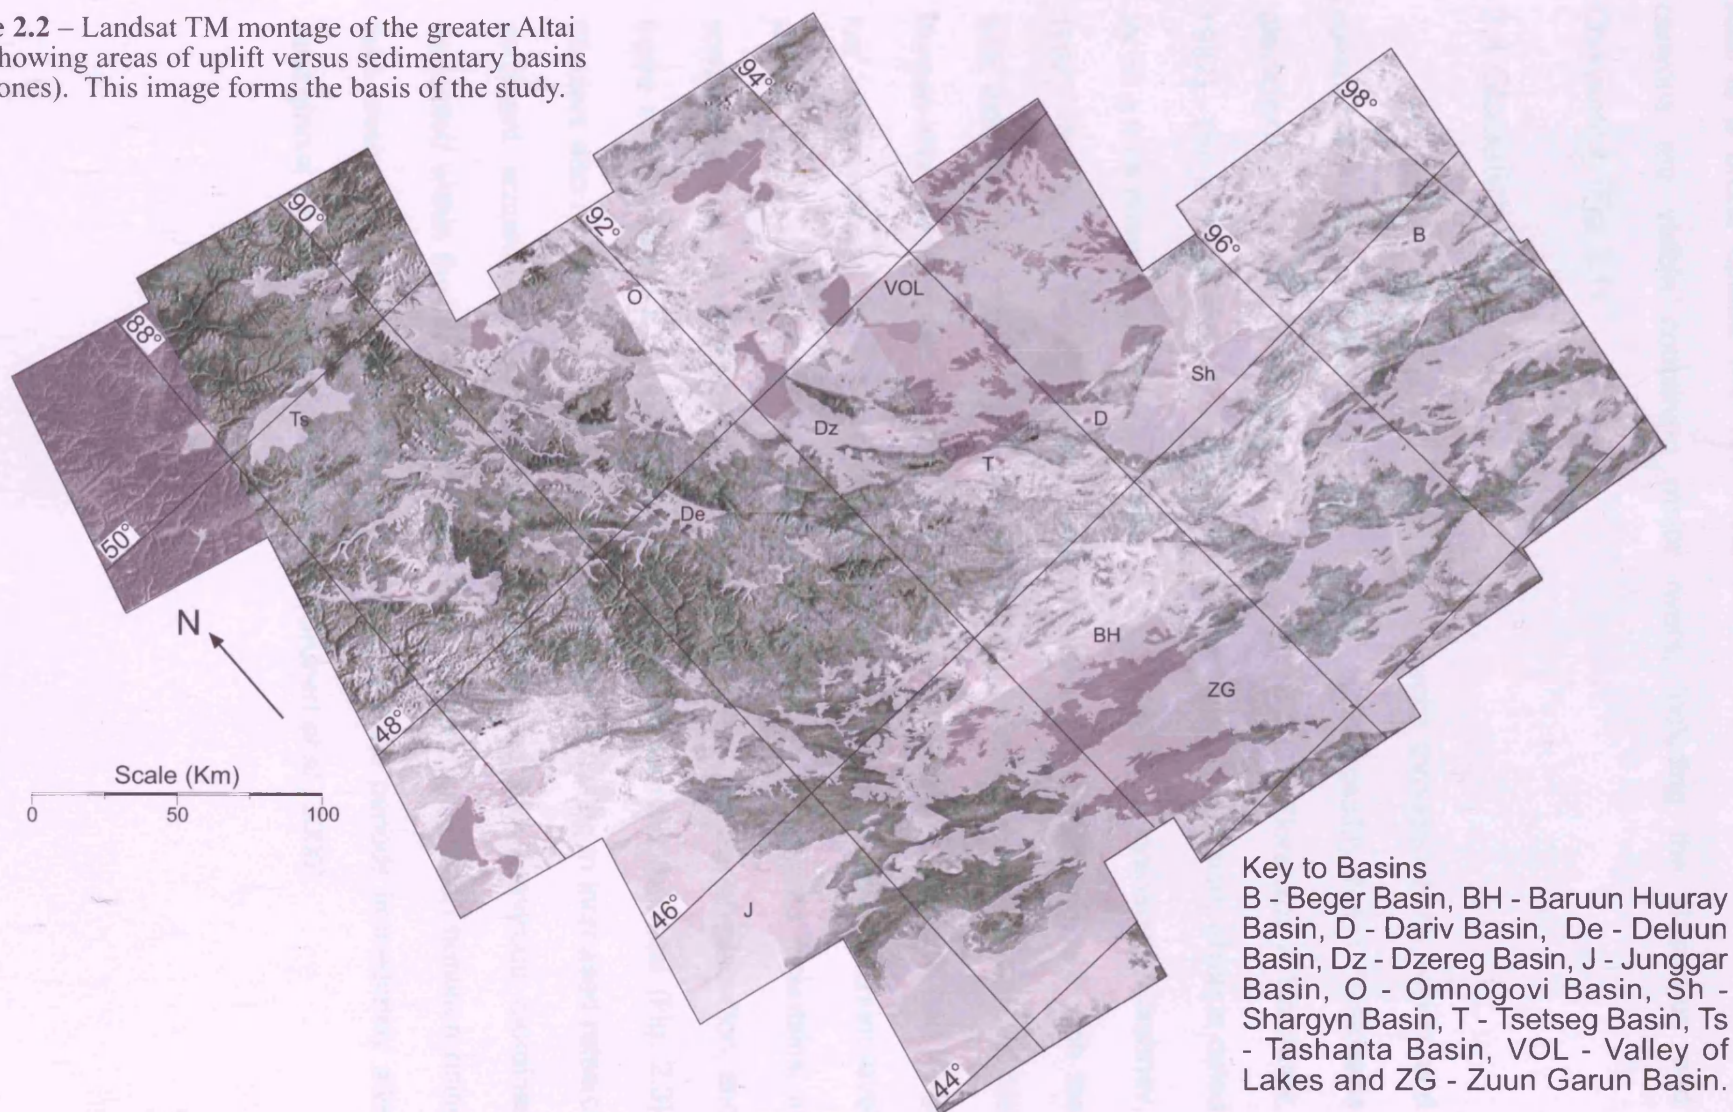 e 2.2 – Landsat TM montage of the greater Altai
howing areas of uplift versus sedimentary basins
ones). This image forms the basis of the study.
94°
98°
90°
92°
96°
B
88°
O
VOL
Sh
Ts
Dz
D
T
De
50°
N
BH
ZG
48°
Scale (Km)
0 50 100
46°
J
44°
Key to Basins
B - Beger Basin, BH - Baruun Huuray
Basin, D - Dariv Basin, De - Deluun
Basin, Dz - Dzereg Basin, J - Junggar
Basin, O - Omnogovi Basin, Sh -
Shargyn Basin, T - Tsetseg Basin, Ts
- Tashanta Basin, VOL - Valley of
Lakes and ZG - Zuun Garun Basin.